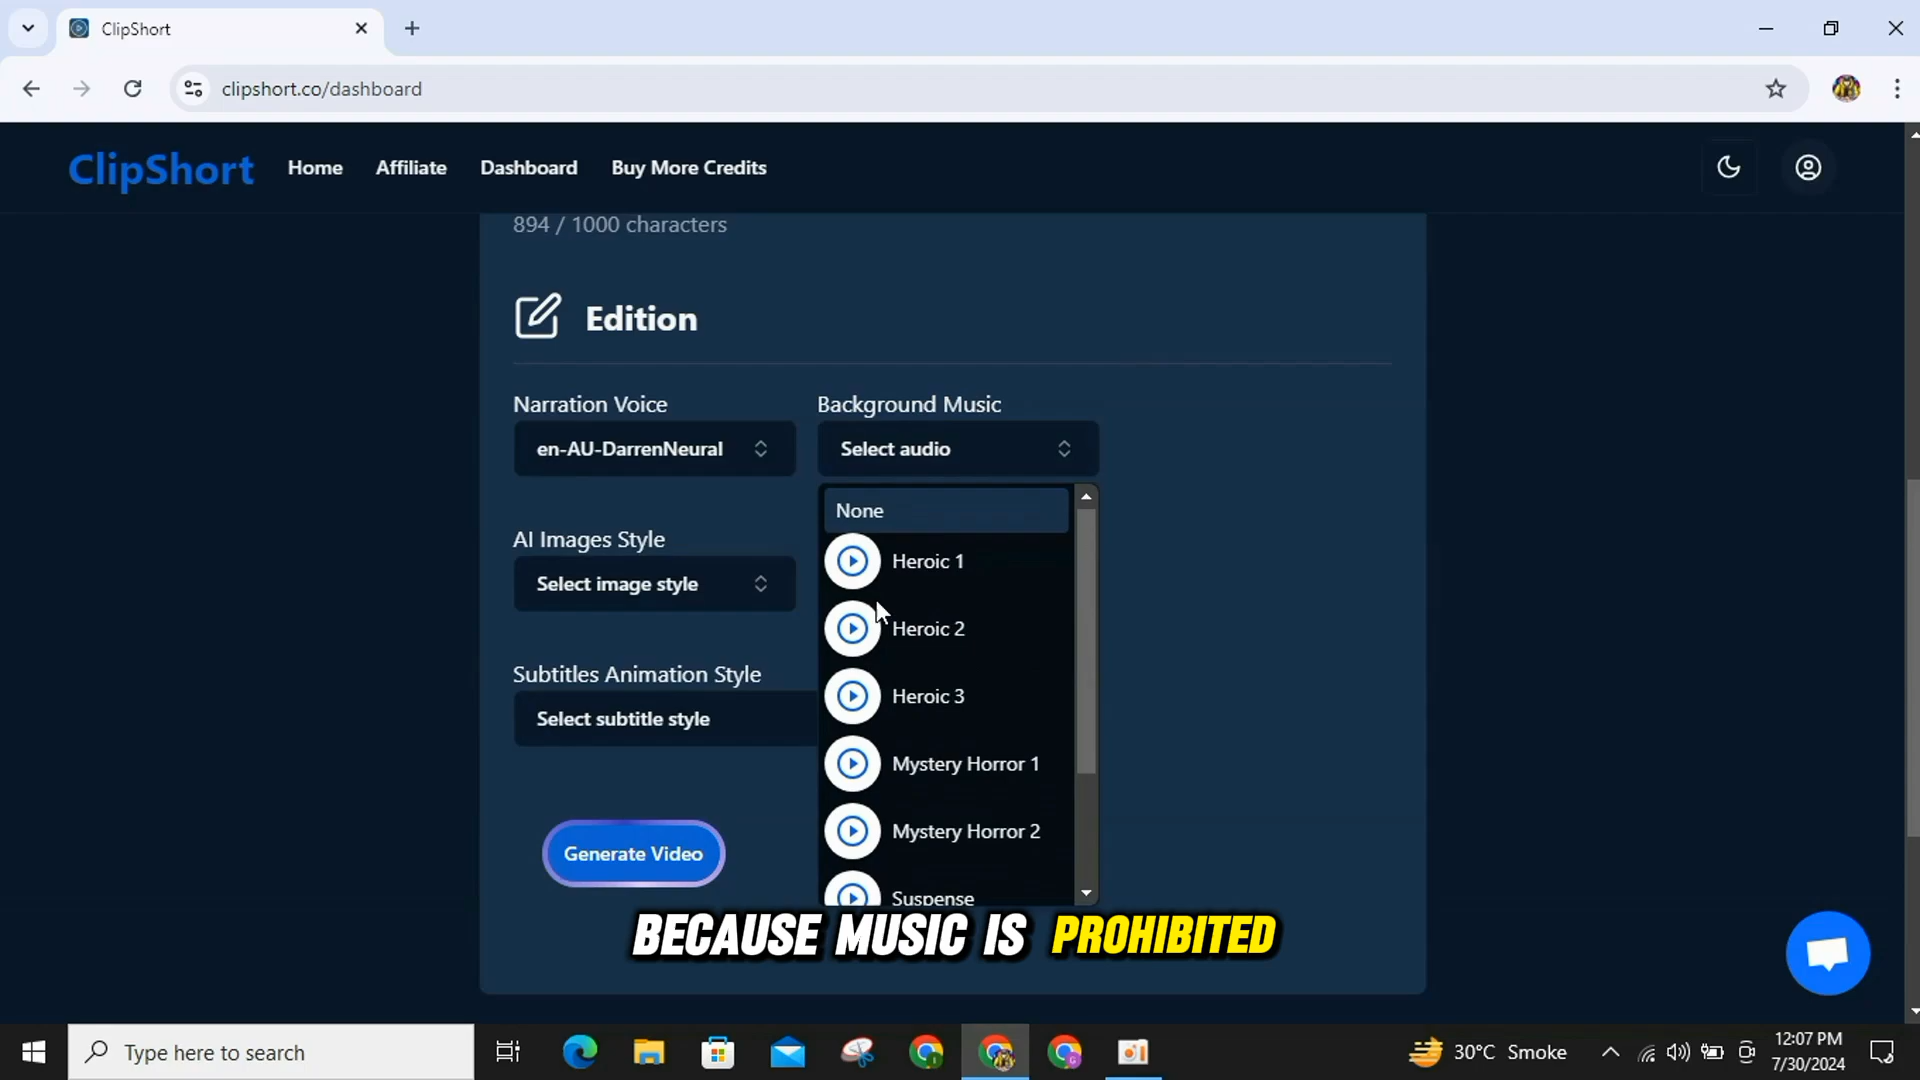 ClipShort
clipshort.co/dashboard
ClipShort Home Affiliate Dashboard Buy More Credits
894 / 1000 characters
Edition
Narration Voice
en-AU-DarrenNeural
Background Music
Select audio
None
Heroic 1
Heroic 2
Heroic 3
Mystery Horror 1
Mystery Horror 2
Suspense
AI Images Style
Select image style
Subtitles Animation Style
Select subtitle style
Generate Video
BECAUSE MUSIC IS PROHIBITED
Type here to search
30°C Smoke
12:07 PM
7/30/2024